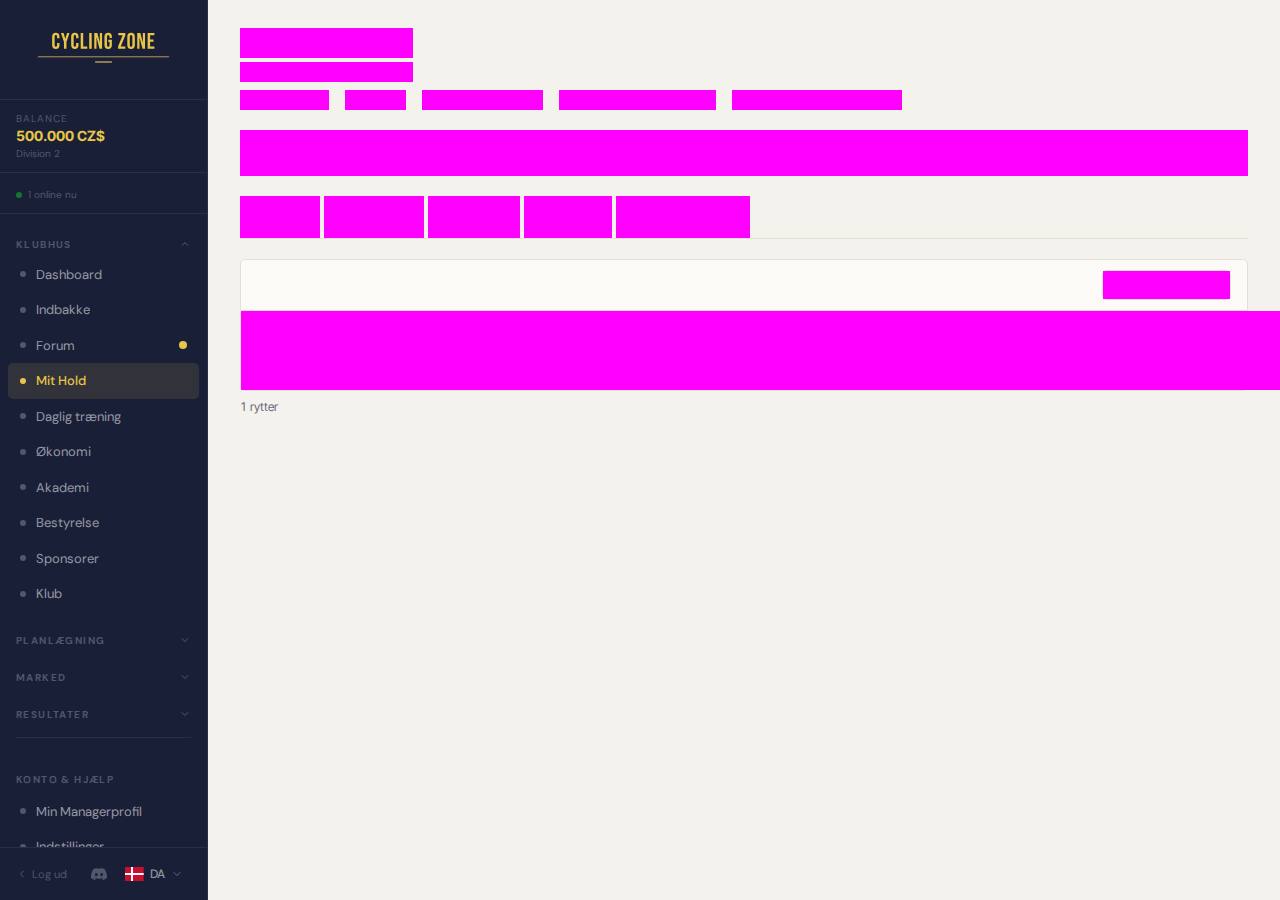 CYCLING ZONE
BALANCE
500.000 CZ$
Division 2
1 online nu
KLUBHUS
Dashboard
Indbakke
Forum
Mit Hold
Daglig træning
Økonomi
Akademi
Bestyrelse
Sponsorer
Klub
PLANLÆGNING
MARKED
RESULTATER
KONTO & HJÆLP
Min Managerprofil
Indstillinger
Log ud
DA
1 rytter